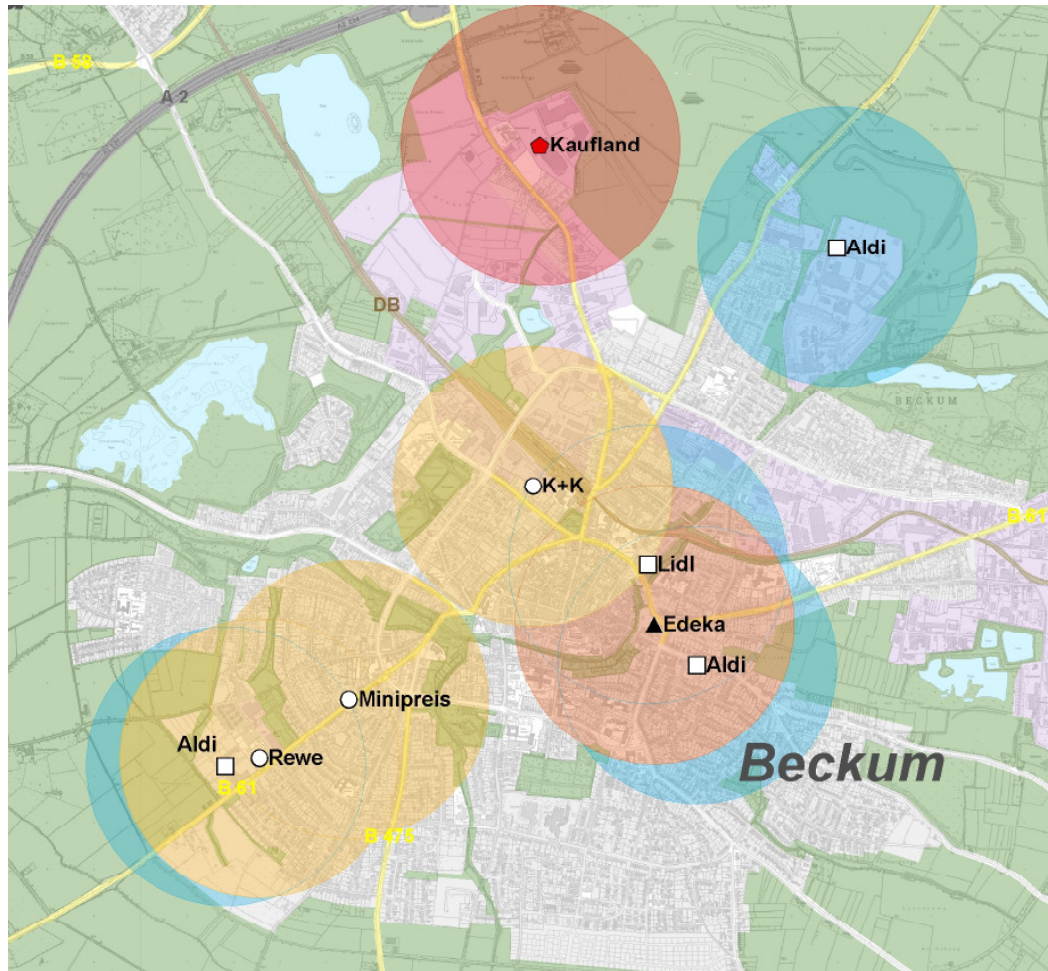 B 58
A 2
Kaufland
Aldi
DB
BECKUM
K+K
B 61
Lidl
Edeka
Aldi
Minipreis
Aldi
Rewe
Beckum
B 61
B 475